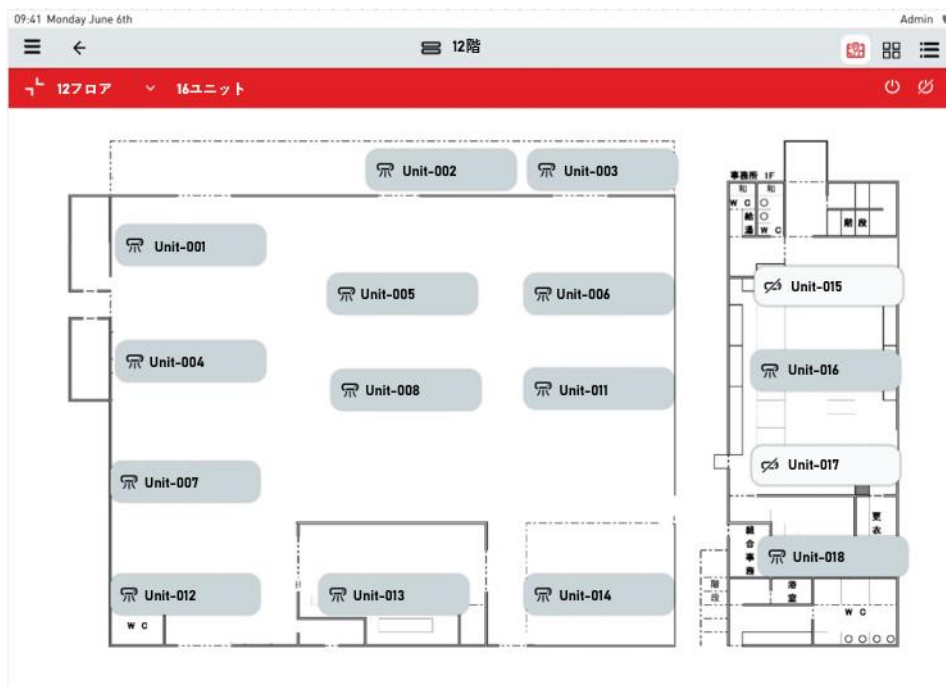 09:41 Monday June 6th
Admin
12階
12フロア
16ユニット
Unit-002
Unit-003
事務所 1F
和
和
W C
給
湯
W C
階段
Unit-001
Unit-005
Unit-006
Unit-015
Unit-004
Unit-008
Unit-011
Unit-016
Unit-007
Unit-017
更
衣
組
合
事
務
Unit-018
Unit-012
Unit-013
Unit-014
階
段
浴
室
W C
W C